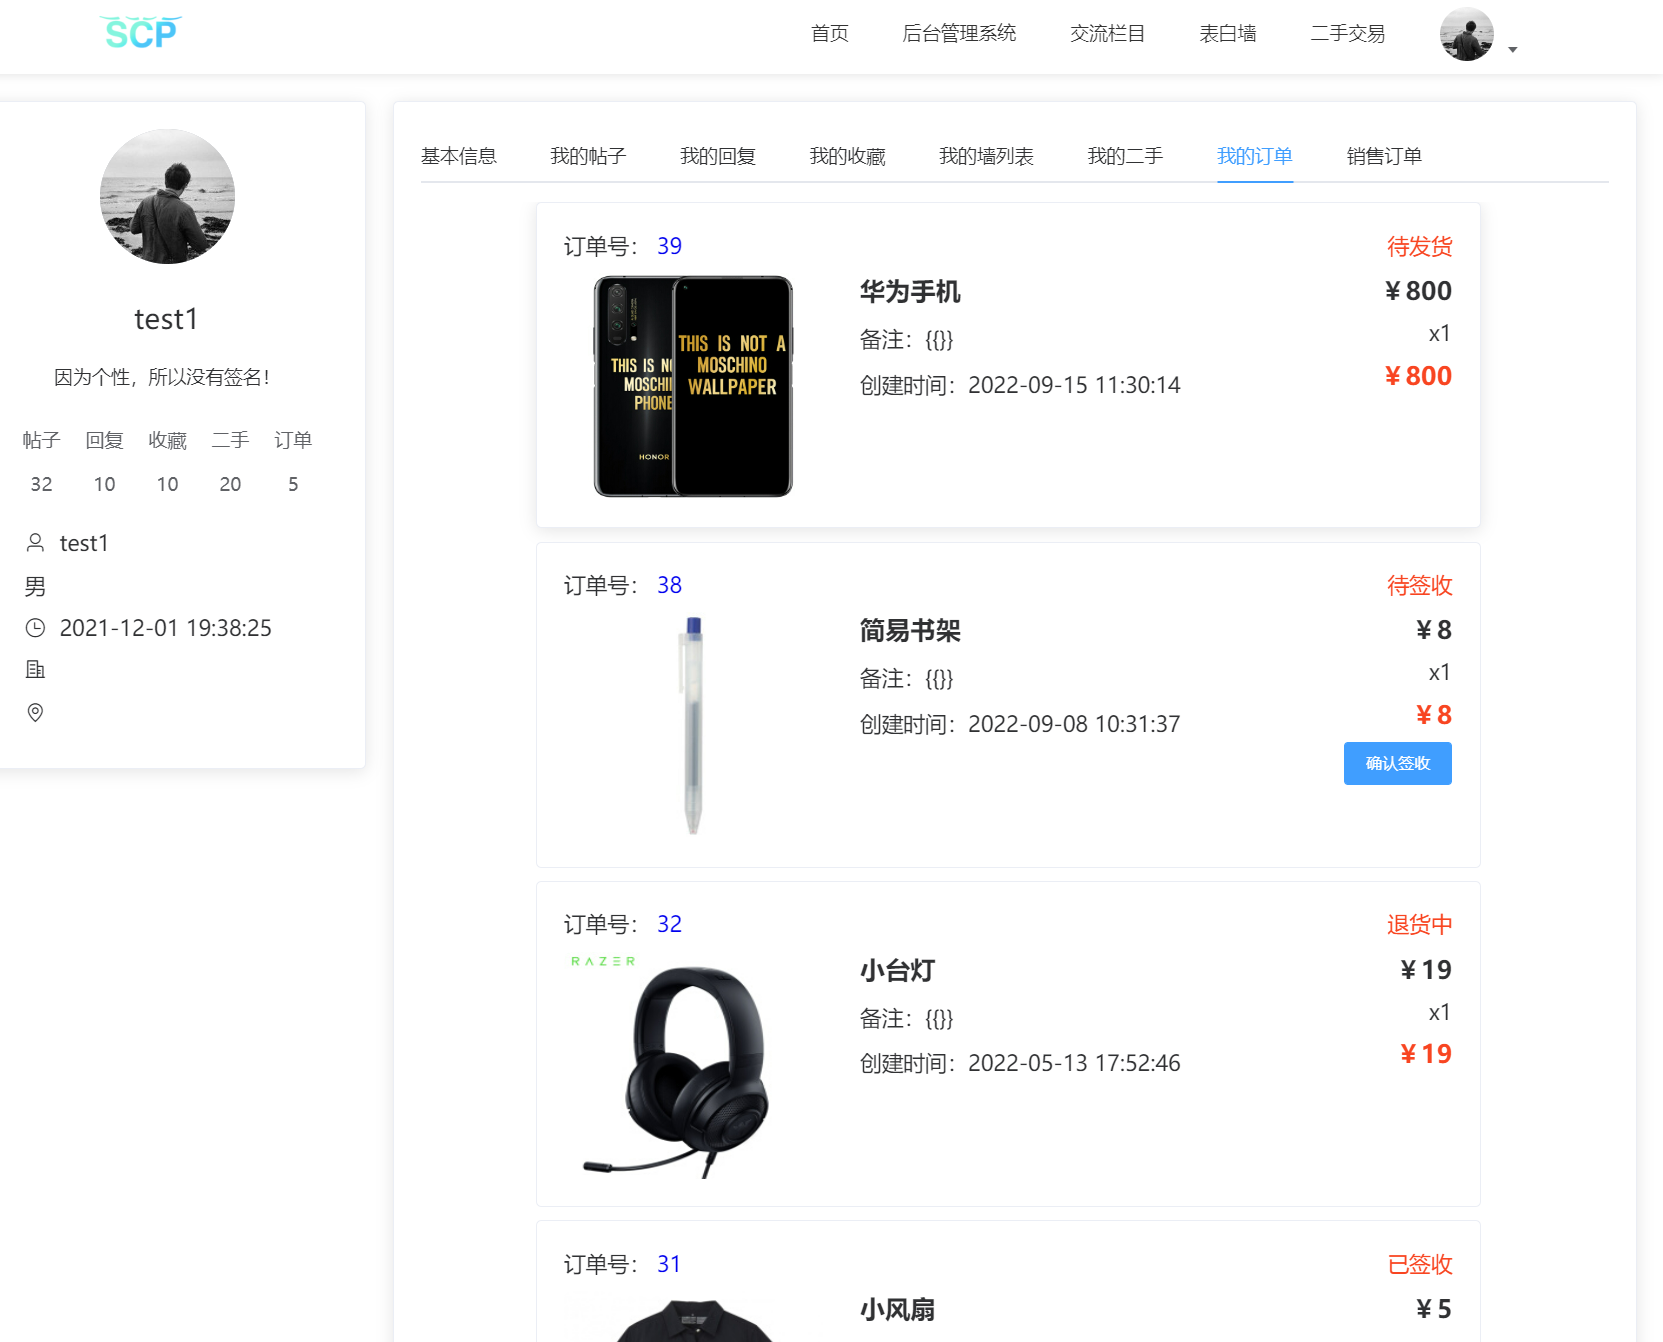 SCP
首页 后台管理系统 交流栏目 表白墙 二手交易
test1
因为个性，所以没有签名！
帖子 回复 收藏 二手 订单
32 10 10 20 5
test1
男
2021-12-01 19:38:25
基本信息 我的帖子 我的回复 我的收藏 我的墙列表 我的二手 我的订单 销售订单
订单号： 39 待发货
THIS IS NO
MOSCHI
PHONE
HONOR
THIS IS NOT A
MOSCHINO
WALLPAPER
华为手机 ¥ 800
备注：{{}} x1
创建时间：2022-09-15 11:30:14 ¥ 800
订单号： 38 待签收
简易书架 ¥ 8
备注：{{}} x1
创建时间：2022-09-08 10:31:37 ¥ 8
确认签收
订单号： 32 退货中
RAZER
小台灯 ¥ 19
备注：{{}} x1
创建时间：2022-05-13 17:52:46 ¥ 19
订单号： 31 已签收
小风扇 ¥ 5